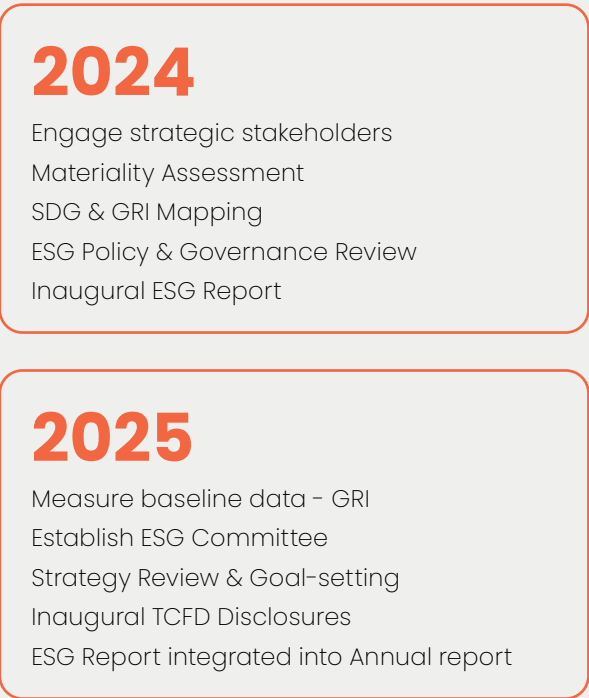 2024
Engage strategic stakeholders
Materiality Assessment
SDG & GRI Mapping
ESG Policy & Governance Review
Inaugural ESG Report
2025
Measure baseline data - GRI
Establish ESG Committee
Strategy Review & Goal-setting
Inaugural TCFD Disclosures
ESG Report integrated into Annual report